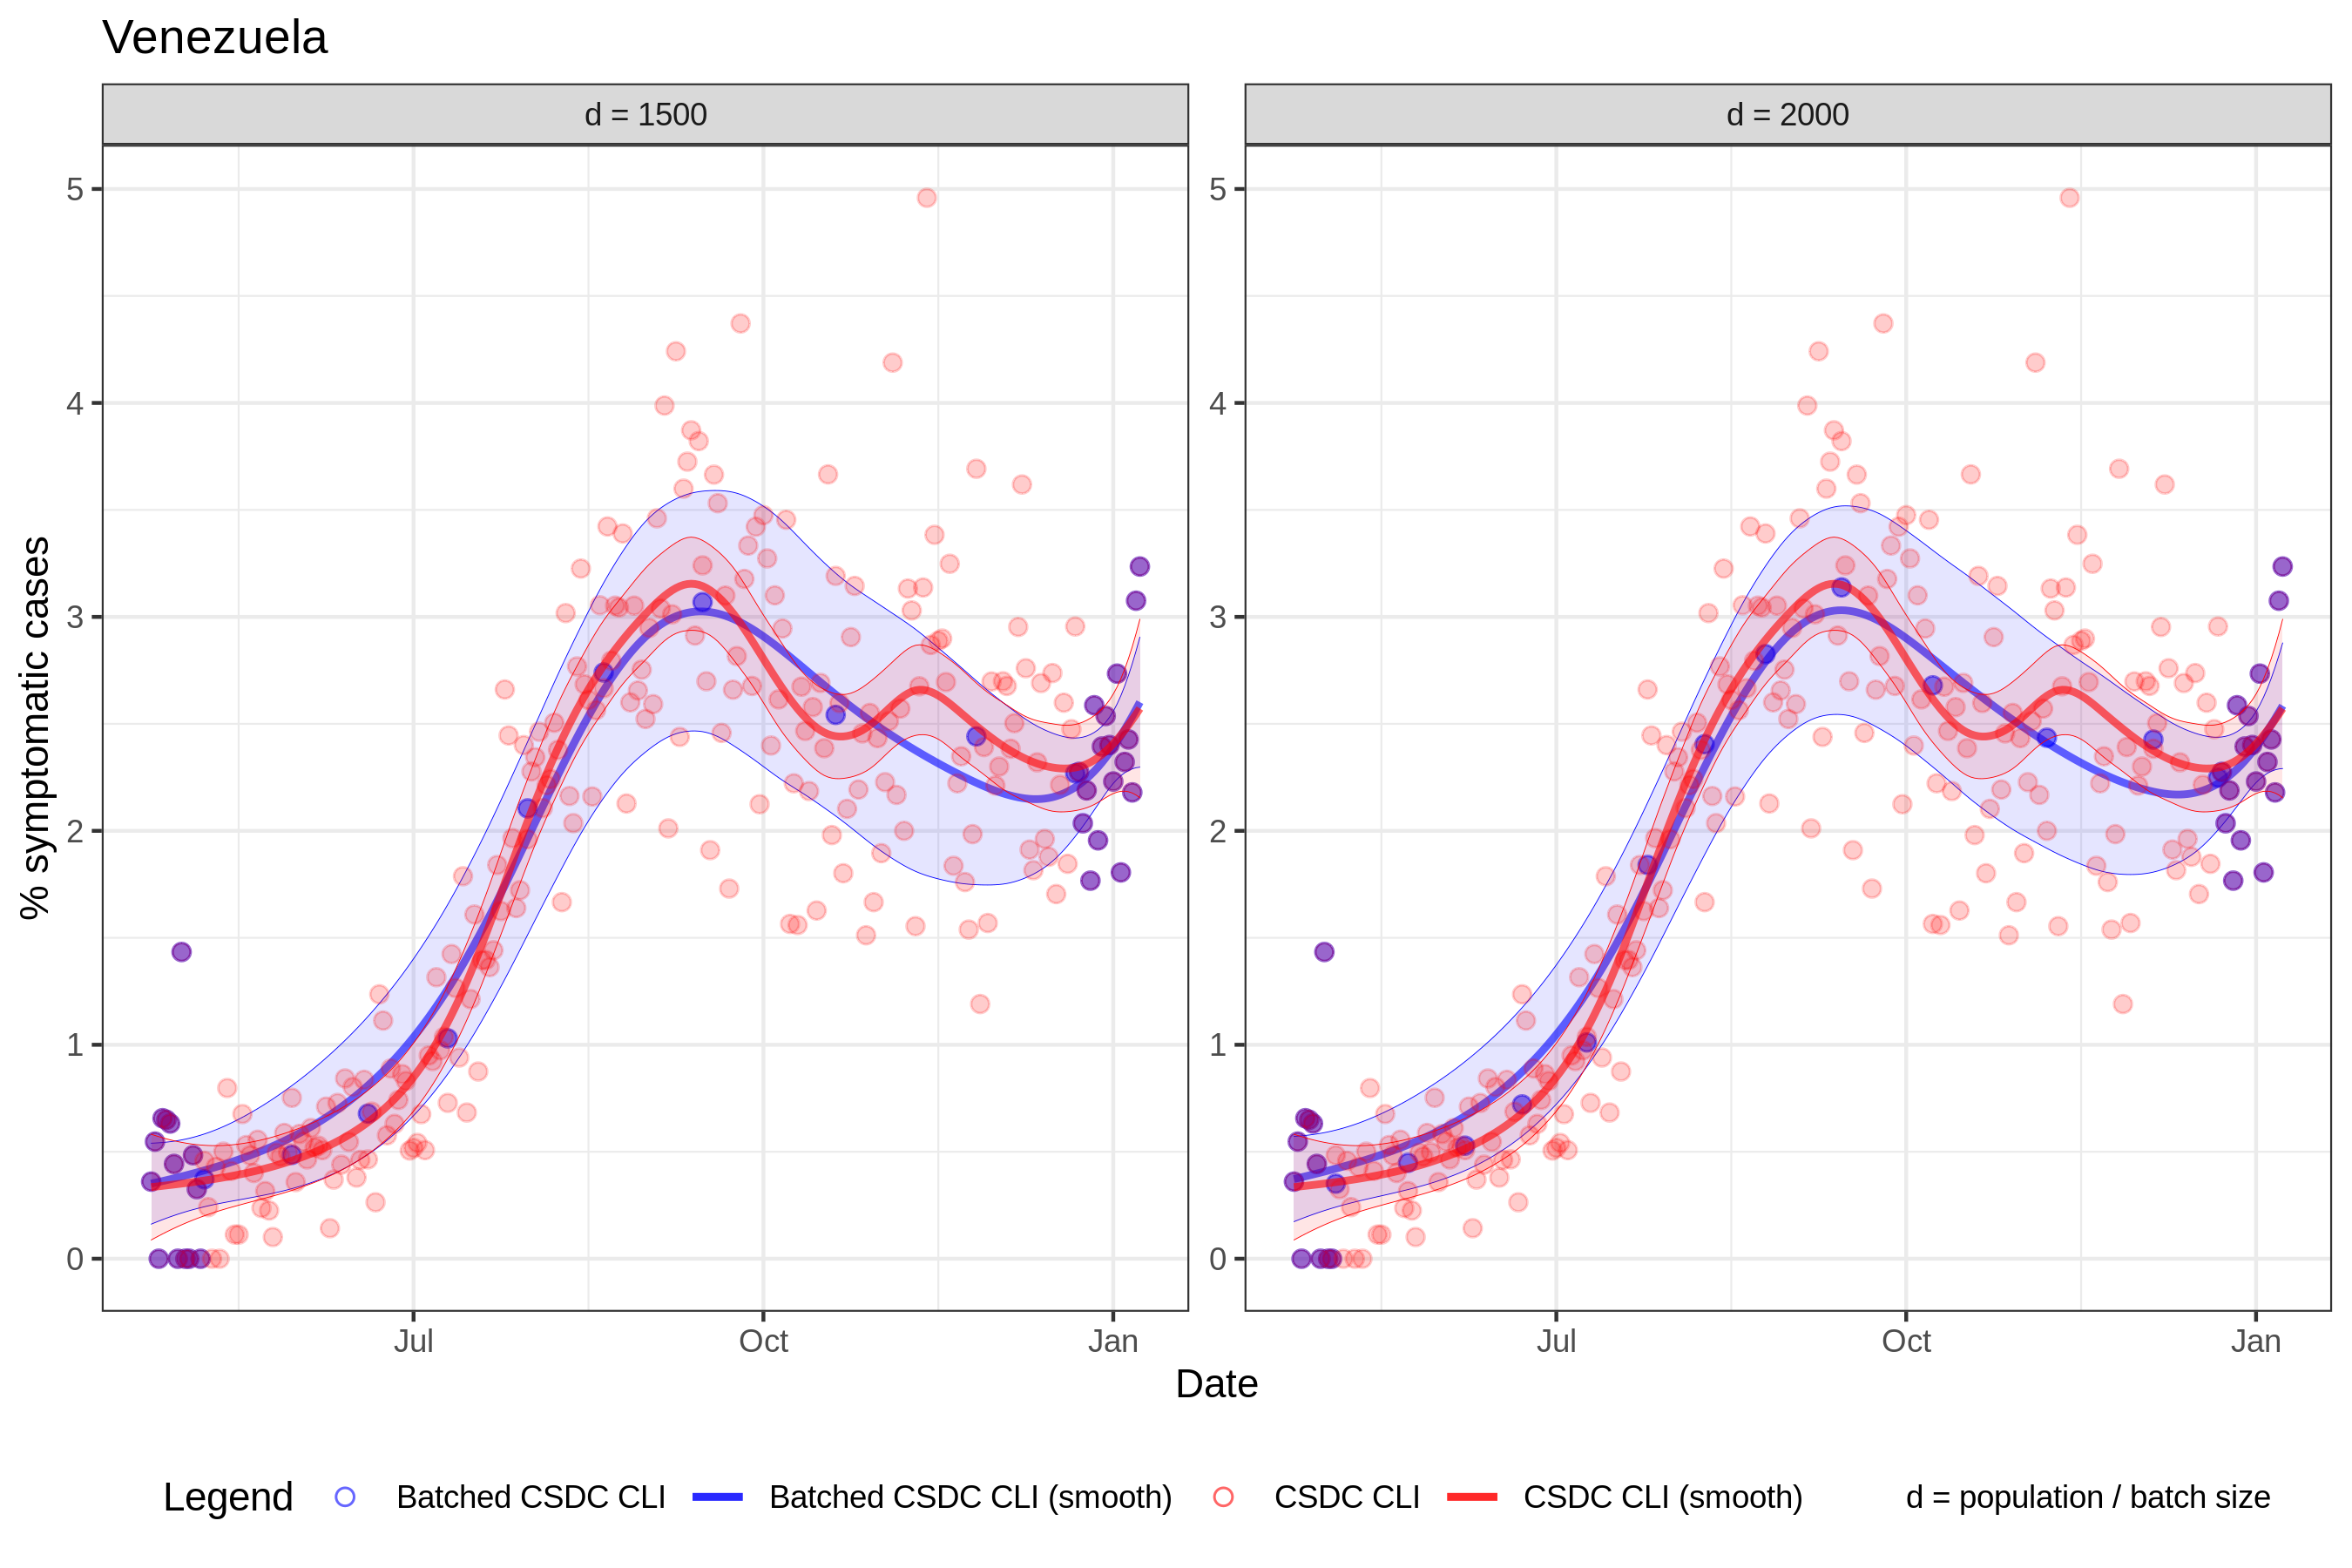 Venezuela
d = 1500
d = 2000
% symptomatic cases
5
4
3
2
1
0
5
4
3
2
1
0
Jul
Oct
Jan
Jul
Oct
Jan
Date
Legend
Batched CSDC CLI
Batched CSDC CLI (smooth)
CSDC CLI
CSDC CLI (smooth)
d = population / batch size